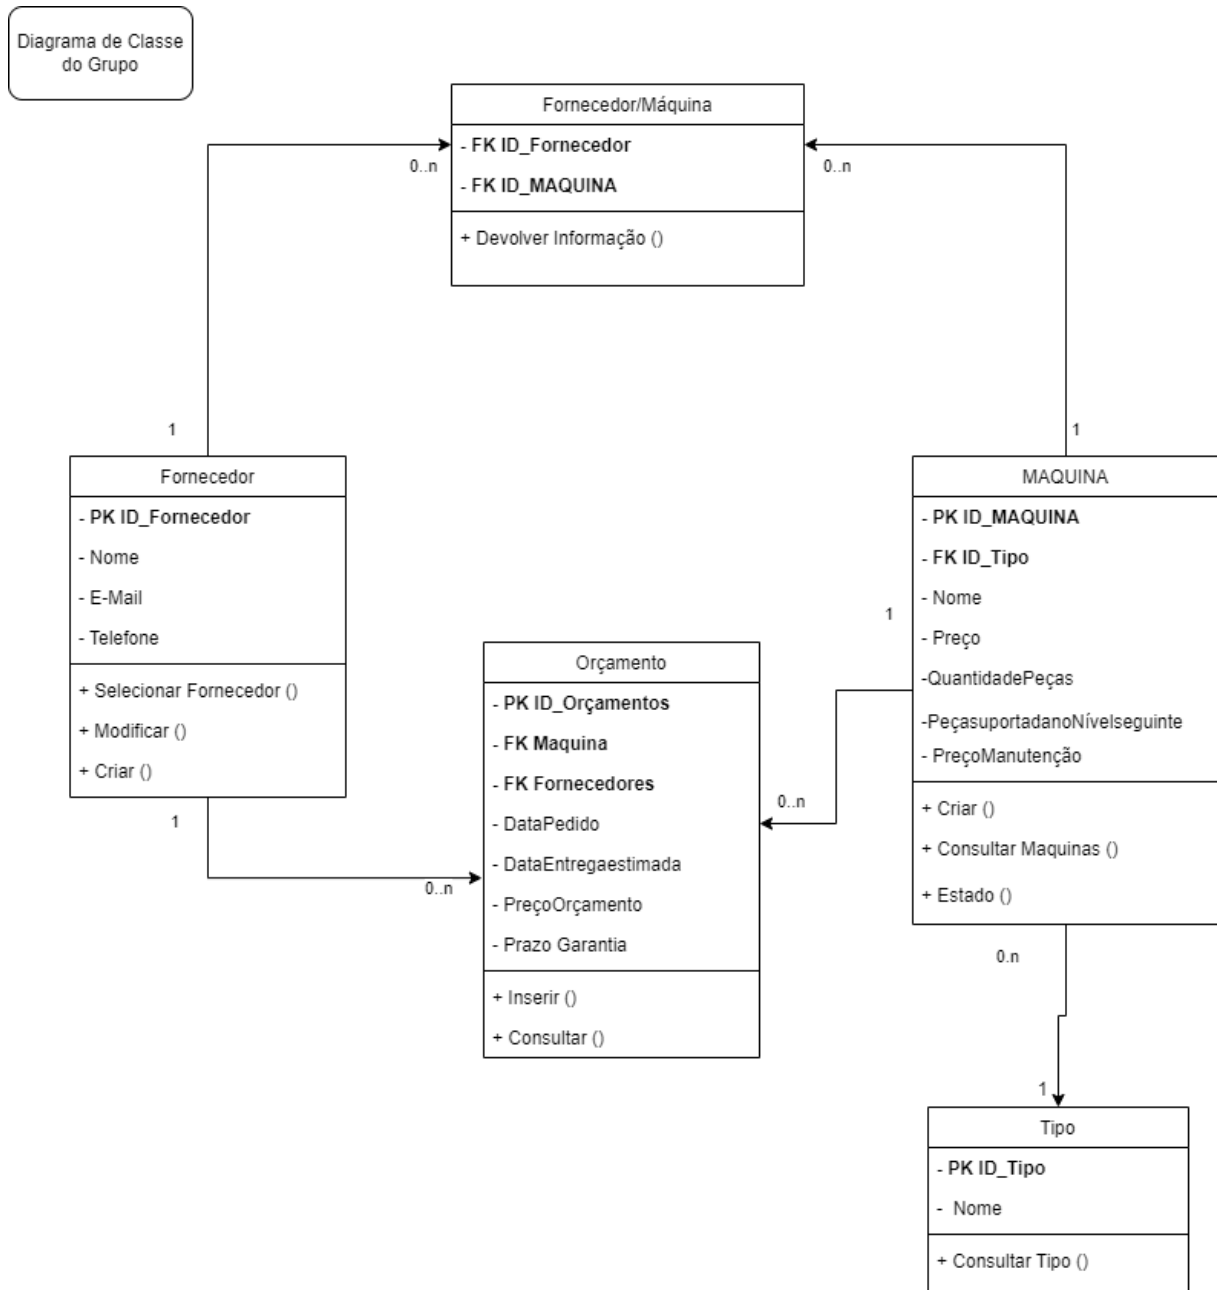 Diagrama de Classe
do Grupo
Fornecedor/Máquina
- FK ID_Fornecedor
- FK ID_MAQUINA
+ Devolver Informação ()
0..n
0..n
1
1
Fornecedor
- PK ID_Fornecedor
- Nome
- E-Mail
- Telefone
+ Selecionar Fornecedor ()
+ Modificar ()
+ Criar ()
1
0..n
Orçamento
- PK ID_Orçamentos
- FK Maquina
- FK Fornecedores
- DataPedido
- DataEntregaestimada
- PreçoOrçamento
- Prazo Garantia
+ Inserir ()
+ Consultar ()
1
0..n
MAQUINA
- PK ID_MAQUINA
- FK ID_Tipo
- Nome
- Preço
-QuantidadePeças
-PeçasuportadanoNívelseguinte
- PreçoManutenção
+ Criar ()
+ Consultar Maquinas ()
+ Estado ()
0.n
1
Tipo
- PK ID_Tipo
- Nome
+ Consultar Tipo ()